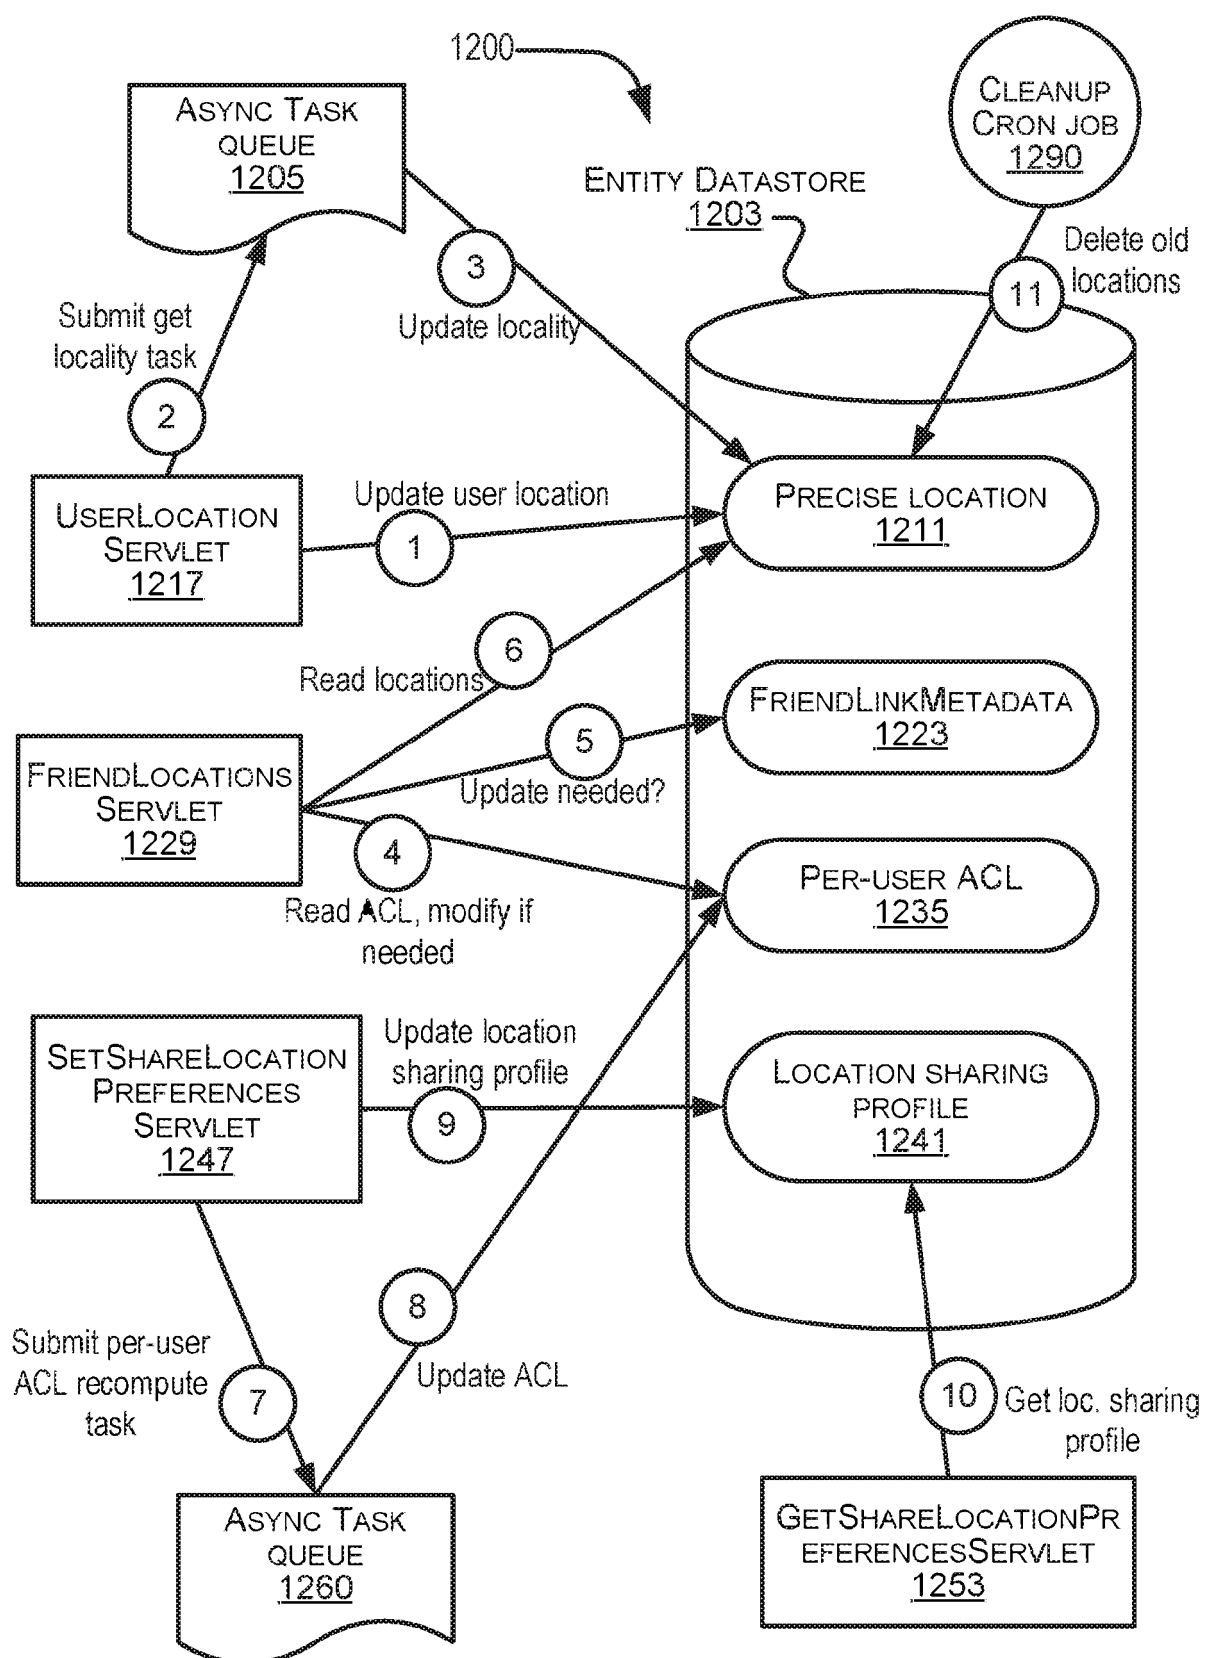 1200
CLEANUP
CRON JOB
1290
ASYNC TASK
QUEUE
1205
ENTITY DATASTORE
1203
Delete old
locations
11
3
Update locality
Submit get
locality task
2
USERLOCATION
SERVLET
1217
Update user location
1
PRECISE LOCATION
1211
6
Read locations
FRIENDLINKMETADATA
1223
5
Update needed?
FRIENDLOCATIONS
SERVLET
1229
4
Read ACL, modify if
needed
PER-USER ACL
1235
SETSHARELOCATION
PREFERENCES
SERVLET
1247
Update location
sharing profile
9
LOCATION SHARING
PROFILE
1241
8
Update ACL
Submit per-user
ACL recompute
task
7
10
Get loc. sharing
profile
ASYNC TASK
QUEUE
1260
GETSHARELOCATIONPR
EFERENCESSERVLET
1253